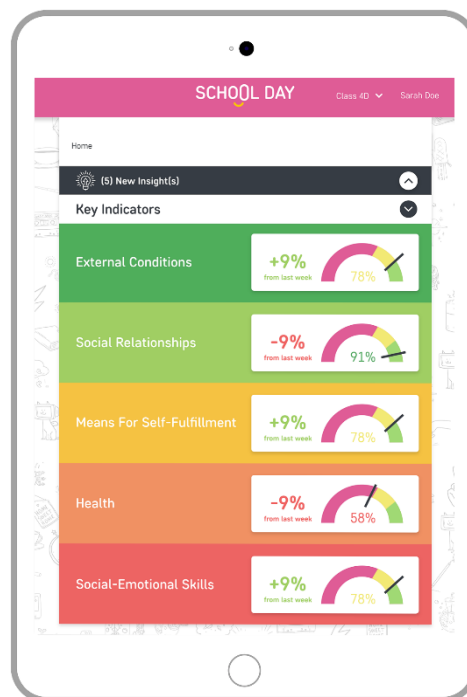 SCHOOL DAY
Class 4D
Sarah Doe
Home
(5) New Insight(s)
Key Indicators
External Conditions
+9%
from last week
78%
Social Relationships
-9%
from last week
91%
Means For Self-Fulfillment
+9%
from last week
78%
Health
-9%
from last week
58%
Social-Emotional Skills
+9%
from last week
78%